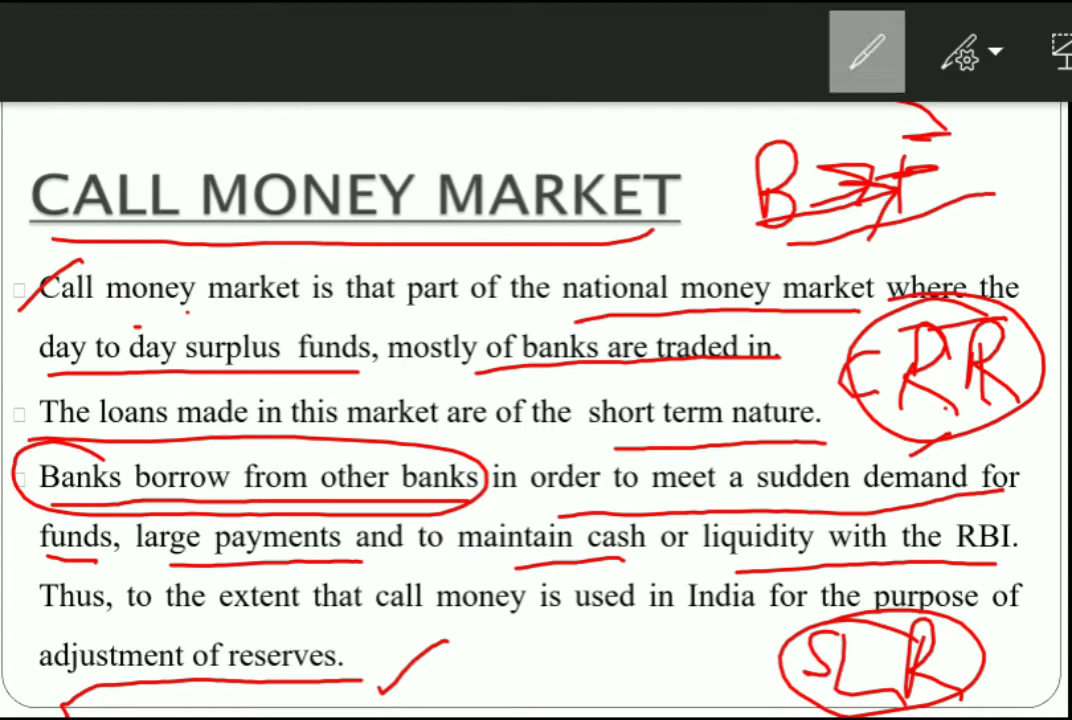 CALL MONEY MARKET
Call money market is that part of the national money market where the
day to day surplus funds, mostly of banks are traded in.
CRR
The loans made in this market are of the short term nature.
Banks borrow from other banks in order to meet a sudden demand for
funds, large payments and to maintain cash or liquidity with the RBI.
Thus, to the extent that call money is used in India for the purpose of
adjustment of reserves.
SLR